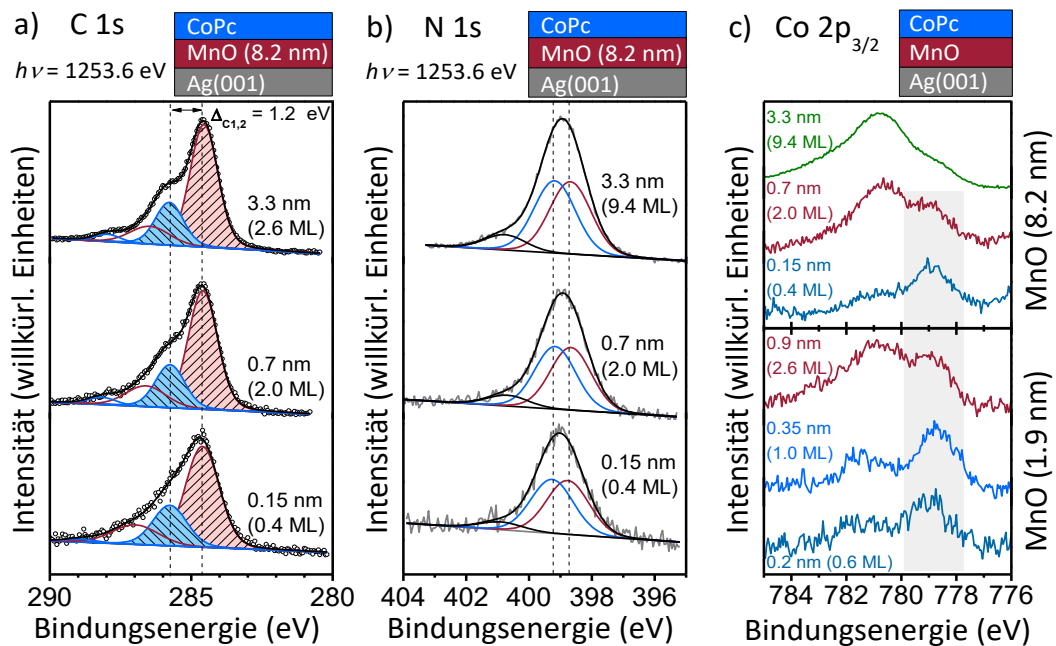 a) C 1s
hν = 1253.6 eV
CoPc
MnO (8.2 nm)
Ag(001)
Δ_C1,2 = 1.2 eV
3.3 nm
(2.6 ML)
0.7 nm
(2.0 ML)
0.15 nm
(0.4 ML)
Intensität (willkürl. Einheiten)
290 285 280
Bindungsenergie (eV)
b) N 1s
hν = 1253.6 eV
CoPc
MnO (8.2 nm)
Ag(001)
3.3 nm
(9.4 ML)
0.7 nm
(2.0 ML)
0.15 nm
(0.4 ML)
Intensität (willkürl. Einheiten)
404 402 400 398 396
Bindungsenergie (eV)
c) Co 2p3/2
CoPc
MnO
Ag(001)
3.3 nm
(9.4 ML)
0.7 nm
(2.0 ML)
0.15 nm
(0.4 ML)
MnO (8.2 nm)
0.9 nm
(2.6 ML)
0.35 nm
(1.0 ML)
0.2 nm (0.6 ML)
MnO (1.9 nm)
Intensität (willkürl. Einheiten)
784 782 780 778 776
Bindungsenergie (eV)